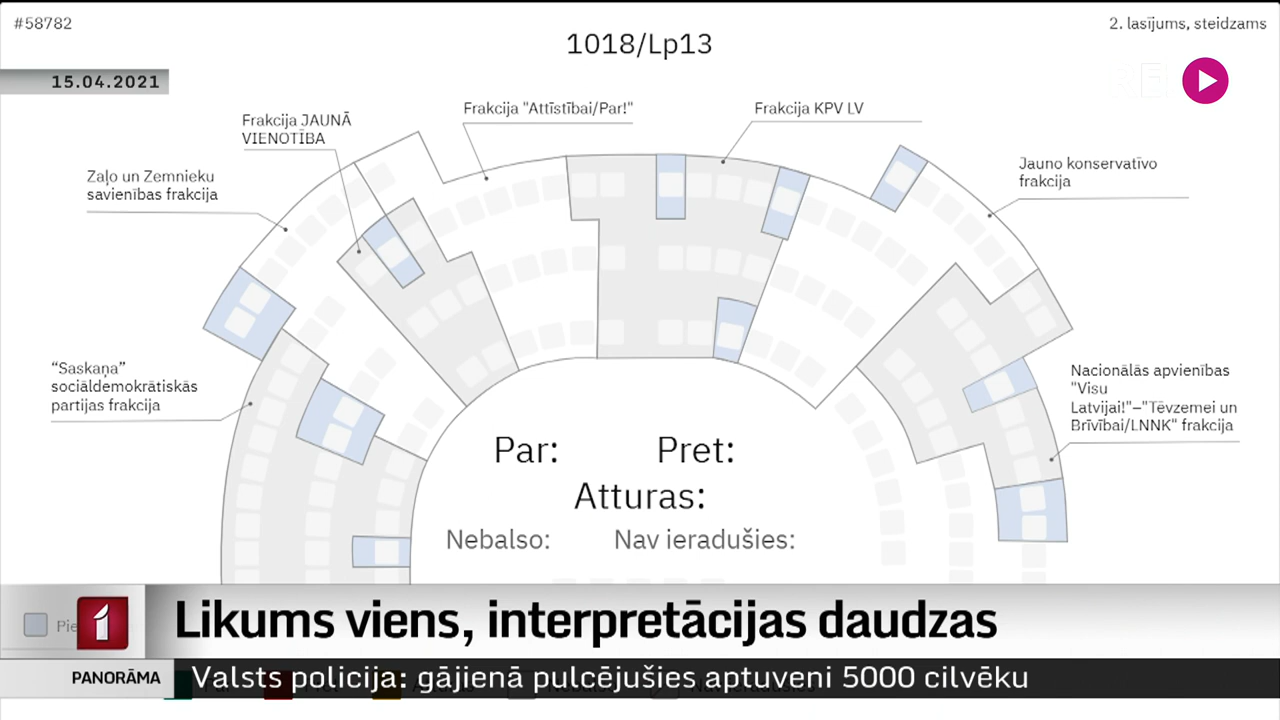 #58782
2. lasījums, steidzams
1018/Lp13
15.04.2021
Frakcija JAUNĀ
VIENOTĪBA
Frakcija "Attīstībai/Par!"
Frakcija KPV LV
Zaļo un Zemnieku
savienības frakcija
Jauno konservatīvo
frakcija
“Saskaņa”
sociāldemokrātiskās
partijas frakcija
Nacionālās apvienības
"Visu
Latvijai!"–"Tēvzemei un
Brīvībai/LNNK" frakcija
Par: Pret:
Atturas:
Nebalso: Nav ieradušies:
1
Likums viens, interpretācijas daudzas
PANORĀMA
Valsts policija: gājienā pulcējušies aptuveni 5000 cilvēku